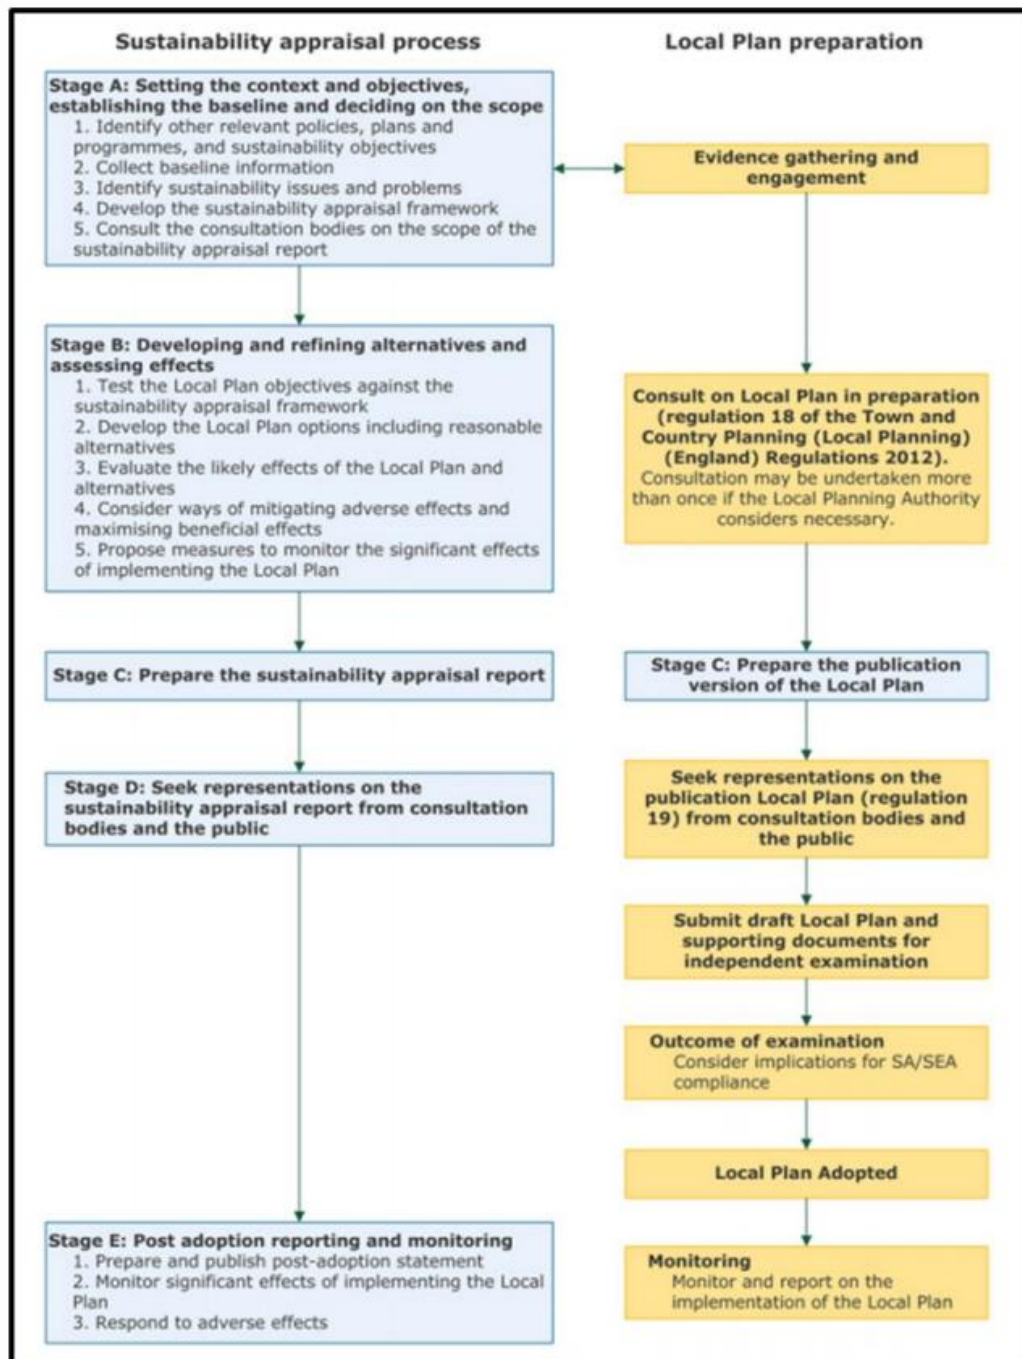 Sustainability appraisal process
Local Plan preparation
Stage A: Setting the context and objectives,
establishing the baseline and deciding on the scope
1. Identify other relevant policies, plans and
programmes, and sustainability objectives
2. Collect baseline information
3. Identify sustainability issues and problems
4. Develop the sustainability appraisal framework
5. Consult the consultation bodies on the scope of the
sustainability appraisal report
Evidence gathering and
engagement
Stage B: Developing and refining alternatives and
assessing effects
1. Test the Local Plan objectives against the
sustainability appraisal framework
2. Develop the Local Plan options including reasonable
alternatives
3. Evaluate the likely effects of the Local Plan and
alternatives
4. Consider ways of mitigating adverse effects and
maximising beneficial effects
5. Propose measures to monitor the significant effects
of implementing the Local Plan
Consult on Local Plan in preparation
(regulation 18 of the Town and
Country Planning (Local Planning)
(England) Regulations 2012).
Consultation may be undertaken more
than once if the Local Planning Authority
considers necessary.
Stage C: Prepare the sustainability appraisal report
Stage C: Prepare the publication
version of the Local Plan
Stage D: Seek representations on the
sustainability appraisal report from consultation
bodies and the public
Seek representations on the
publication Local Plan (regulation
19) from consultation bodies and
the public
Submit draft Local Plan and
supporting documents for
independent examination
Outcome of examination
Consider implications for SA/SEA
compliance
Local Plan Adopted
Stage E: Post adoption reporting and monitoring
1. Prepare and publish post-adoption statement
2. Monitor significant effects of implementing the Local
Plan
3. Respond to adverse effects
Monitoring
Monitor and report on the
implementation of the Local Plan